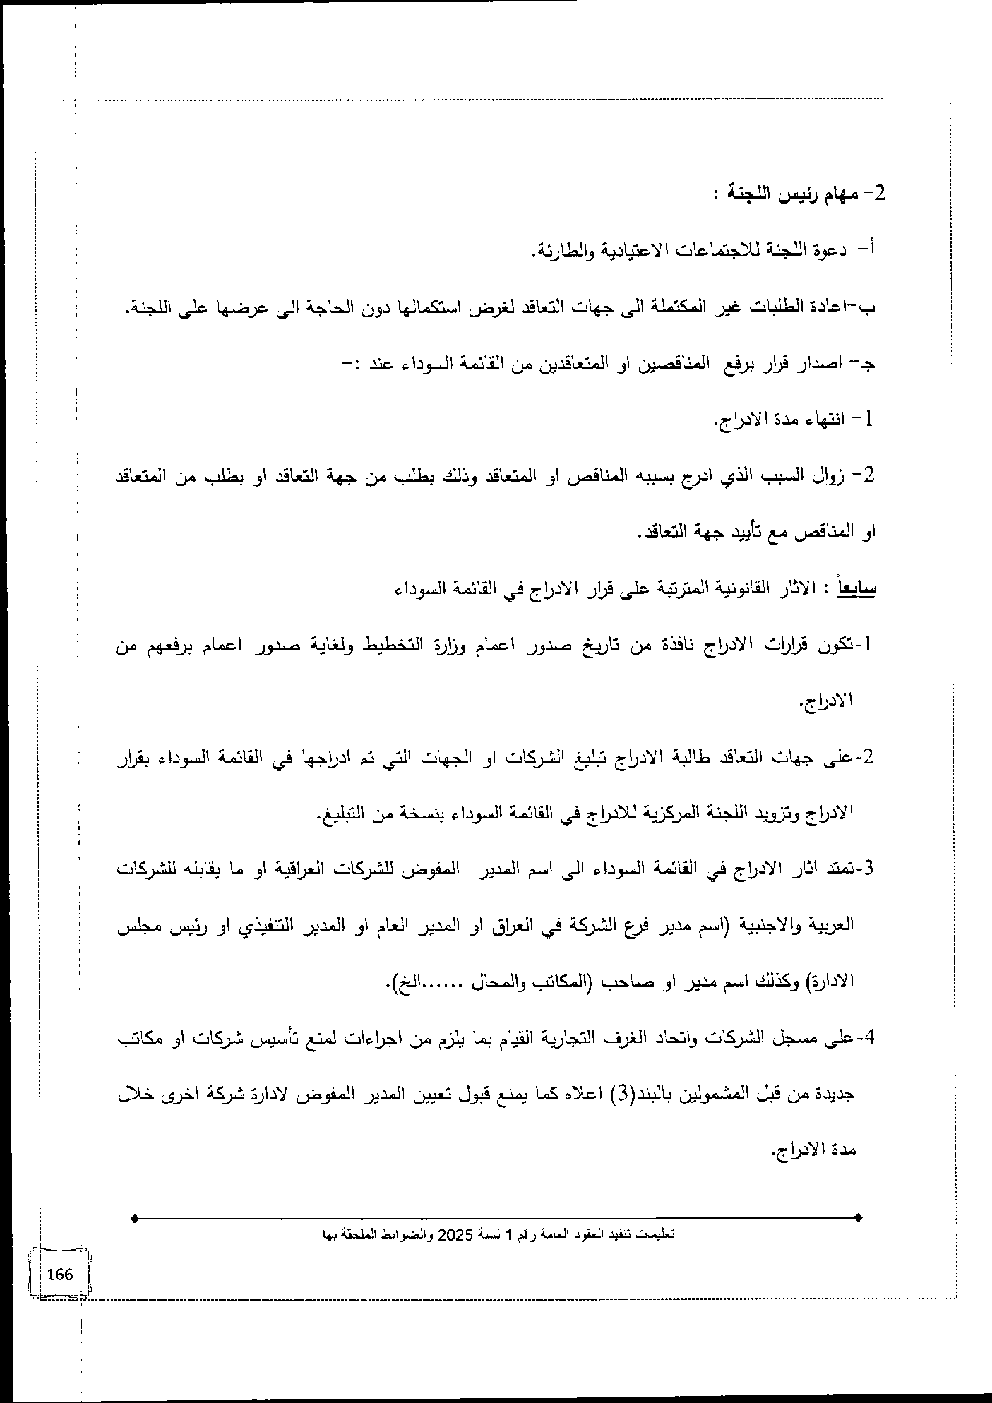 2- مهام رئيس اللجنة :
أ- دعوة اللجنة للاجتماعات الاعتيادية والطارئة.
ب-اعادة الطلبات غير المكتملة الى جهات التعاقد لغرض استكمالها دون الحاجة الى عرضها على اللجنة.
جـ- اصدار قرار برفع المناقصين او المتعاقدين من القائمة السوداء عند :-
1- انتهاء مدة الادراج.
2- زوال السبب الذي ادرج بسببه المناقص او المتعاقد وذلك بطلب من جهة التعاقد او بطلب من المتعاقد
او المناقص مع تأييد جهة التعاقد.
سابعاً : الاثار القانونية المترتبة على قرار الادراج في القائمة السوداء
1-تكون قرارات الادراج نافذة من تاريخ صدور اعمام وزارة التخطيط ولغاية صدور اعمام برفعهم من
الادراج.
2-على جهات التعاقد طالبة الادراج تبليغ الشركات او الجهات التي تم ادراجها في القائمة السوداء بقرار
الادراج وتزويد اللجنة المركزية للادراج في القائمة السوداء بنسخة من التبليغ.
3-تمتد اثار الادراج في القائمة السوداء الى اسم المدير المفوض للشركات العراقية او ما يقابله للشركات
العربية والاجنبية (اسم مدير فرع الشركة في العراق او المدير العام او المدير التنفيذي او رئيس مجلس
الادارة) وكذلك اسم مدير او صاحب (المكاتب والمحال ......الخ).
4-على مسجل الشركات واتحاد الغرف التجارية القيام بما يلزم من اجراءات لمنع تأسيس شركات او مكاتب
جديدة من قبل المشمولين بالبند(3) اعلاه كما يمنع قبول تعيين المدير المفوض لادارة شركة اخرى خلال
مدة الادراج.
تعليمات تنفيذ العقود العامة رقم 1 لسنة 2025 والضوابط الملحقة بها
166